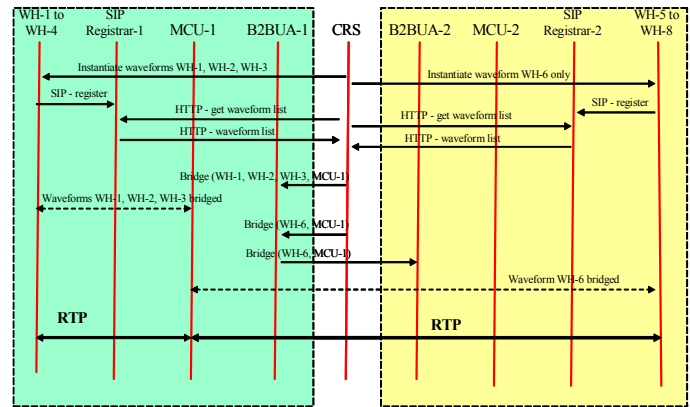 WH-1 to
WH-4
SIP
Registrar-1
MCU-1
B2BUA-1
CRS
B2BUA-2
MCU-2
SIP
Registrar-2
WH-5 to
WH-8
Instantiate waveforms WH-1, WH-2, WH-3
Instantiate waveform WH-6 only
SIP - register
SIP - register
HTTP - get waveform list
HTTP - get waveform list
HTTP - waveform list
HTTP - waveform list
Bridge (WH-1, WH-2, WH-3, MCU-1)
Waveforms WH-1, WH-2, WH-3 bridged
Bridge (WH-6, MCU-1)
Bridge (WH-6, MCU-1)
Waveform WH-6 bridged
RTP
RTP